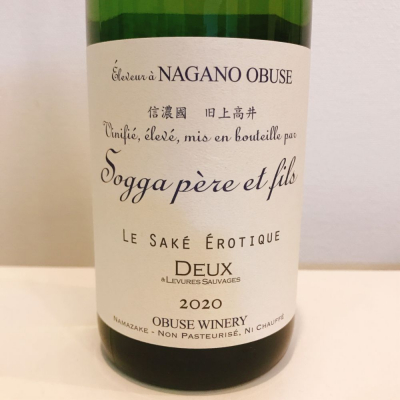 Éleveur à NAGANO OBUSE
信濃國 旧上高井
Vinifié, élevé, mis en bouteille par
Sogga père et fils
LE SAKÉ ÉROTIQUE
DEUX
& LEVURES SAUVAGES
2020
OBUSE WINERY
NAMAZAKE - NON PASTEURISÉ, NI CHAUFFÉ